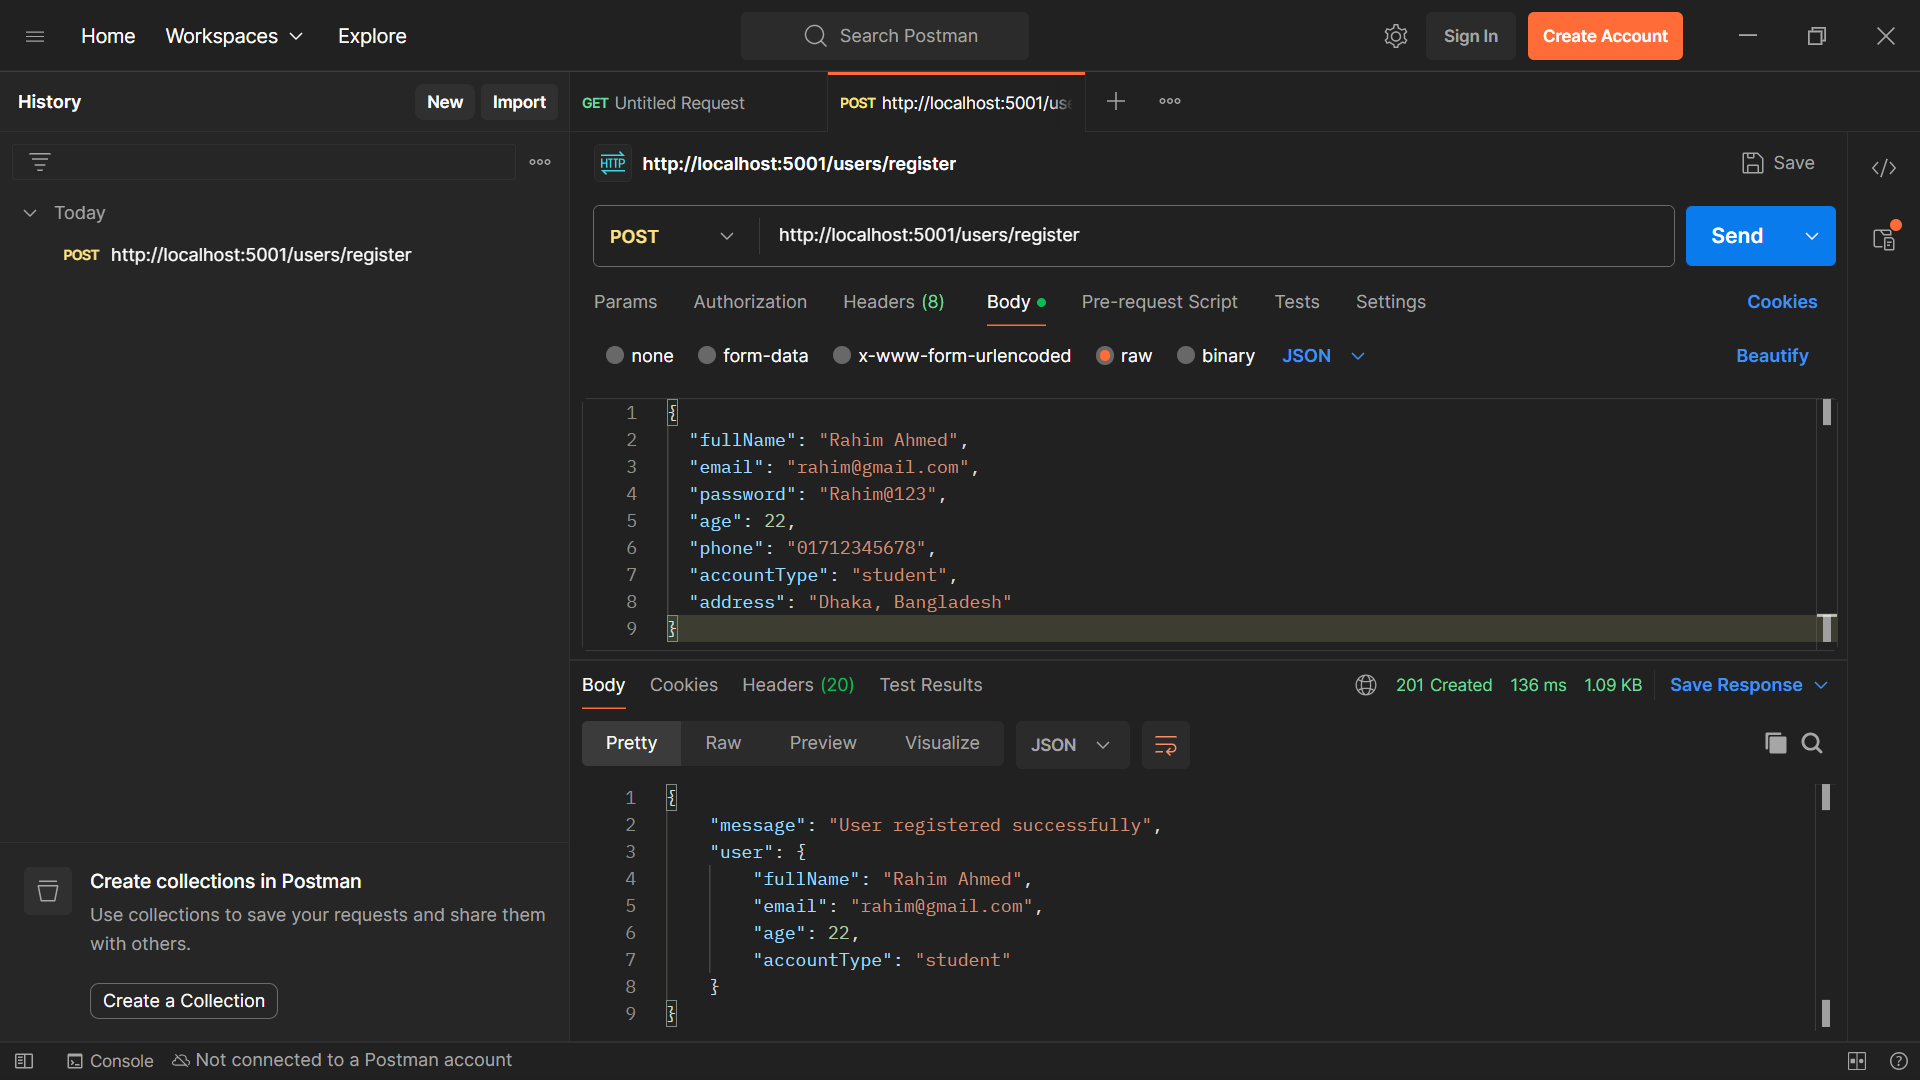 Home Workspaces Explore Search Postman Sign In Create Account
History New Import
GET Untitled Request POST http://localhost:5001/us
HTTP http://localhost:5001/users/register Save
Today
POST http://localhost:5001/users/register
POST http://localhost:5001/users/register Send
Params Authorization Headers (8) Body Pre-request Script Tests Settings Cookies
none form-data x-www-form-urlencoded raw binary JSON Beautify
1 {
2 "fullName": "Rahim Ahmed",
3 "email": "rahim@gmail.com",
4 "password": "Rahim@123",
5 "age": 22,
6 "phone": "01712345678",
7 "accountType": "student",
8 "address": "Dhaka, Bangladesh"
9 }
Body Cookies Headers (20) Test Results 201 Created 136 ms 1.09 KB Save Response
Pretty Raw Preview Visualize JSON
1 {
2 "message": "User registered successfully",
3 "user": {
4 "fullName": "Rahim Ahmed",
5 "email": "rahim@gmail.com",
6 "age": 22,
7 "accountType": "student"
8 }
9 }
Create collections in Postman
Use collections to save your requests and share them
with others.
Create a Collection
Console Not connected to a Postman account